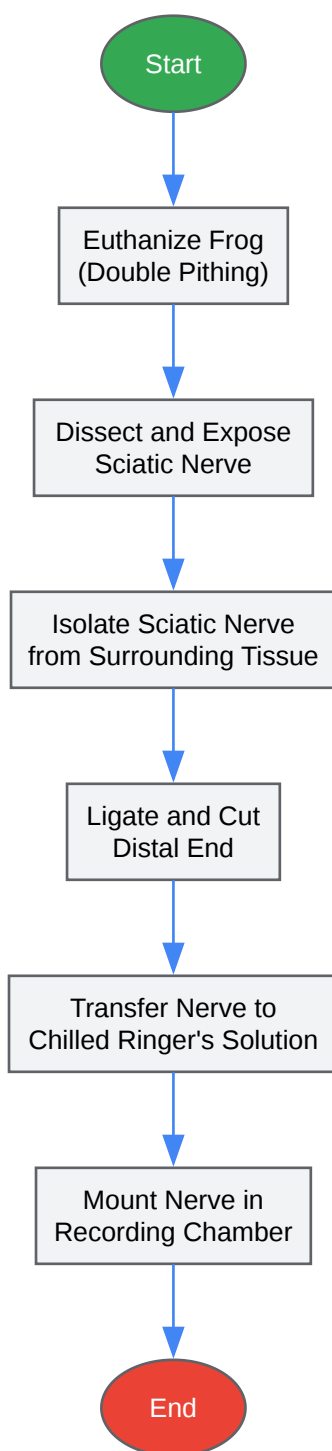 Start
Euthanize Frog
(Double Pithing)
Dissect and Expose
Sciatic Nerve
Isolate Sciatic Nerve
from Surrounding Tissue
Ligate and Cut
Distal End
Transfer Nerve to
Chilled Ringer's Solution
Mount Nerve in
Recording Chamber
End